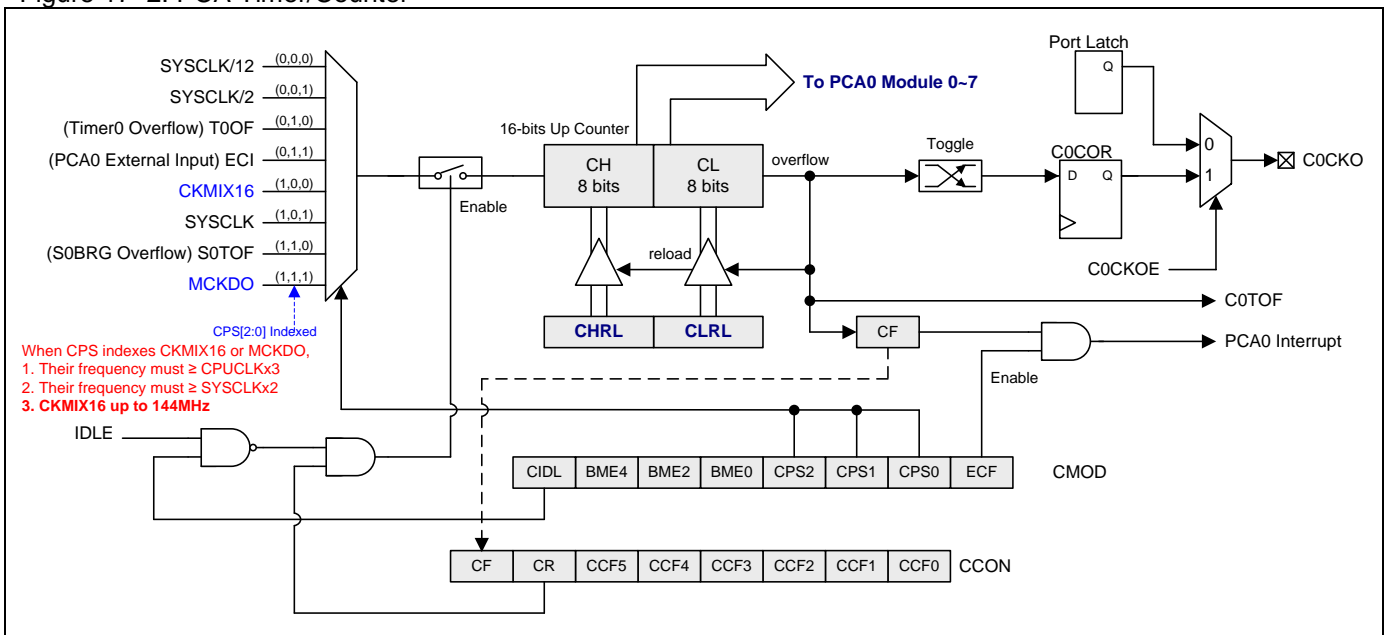 SYSCLK/12 (0,0,0)
SYSCLK/2 (0,0,1)
(Timer0 Overflow) T0OF (0,1,0)
(PCA0 External Input) ECI (0,1,1)
CKMIX16 (1,0,0)
SYSCLK (1,0,1)
(S0BRG Overflow) S0TOF (1,1,0)
MCKDO (1,1,1)
CPS[2:0] Indexed
When CPS indexes CKMIX16 or MCKDO,
1. Their frequency must ≥ CPUCLKx3
2. Their frequency must ≥ SYSCLKx2
3. CKMIX16 up to 144MHz
Enable
To PCA0 Module 0~7
16-bits Up Counter
CH
8 bits
CL
8 bits
overflow
reload
CHRL
CLRL
Toggle
Port Latch
Q
C0COR
D Q
0
1
C0CKO
C0CKOE
C0TOF
CF
PCA0 Interrupt
Enable
IDLE
CIDL BME4 BME2 BME0 CPS2 CPS1 CPS0 ECF CMOD
CF CR CCF5 CCF4 CCF3 CCF2 CCF1 CCF0 CCON